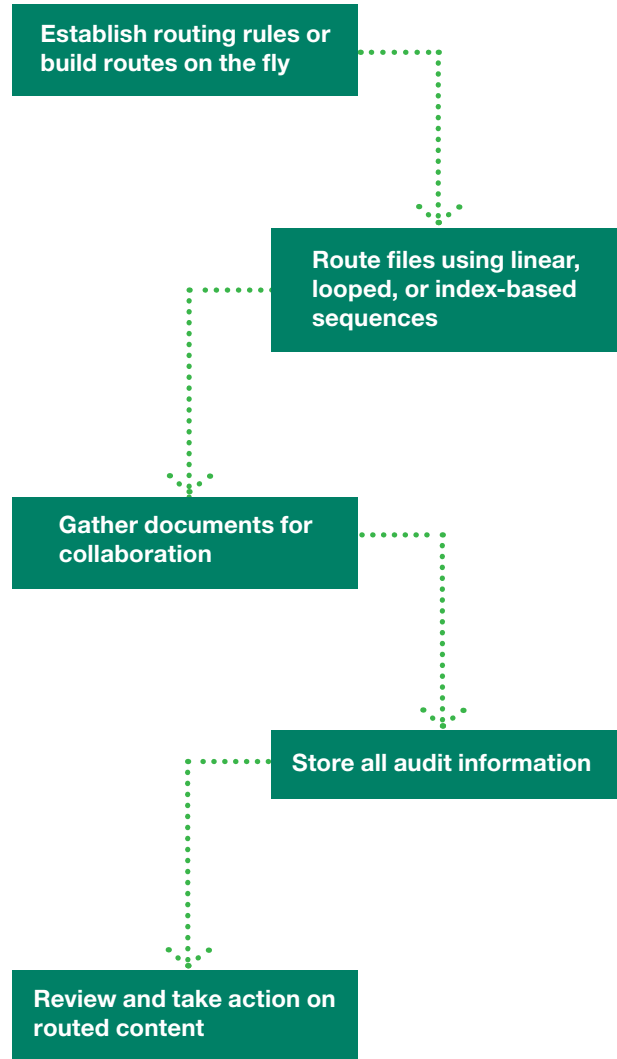 Establish routing rules or
build routes on the fly
Route files using linear,
looped, or index-based
sequences
Gather documents for
collaboration
Store all audit information
Review and take action on
routed content